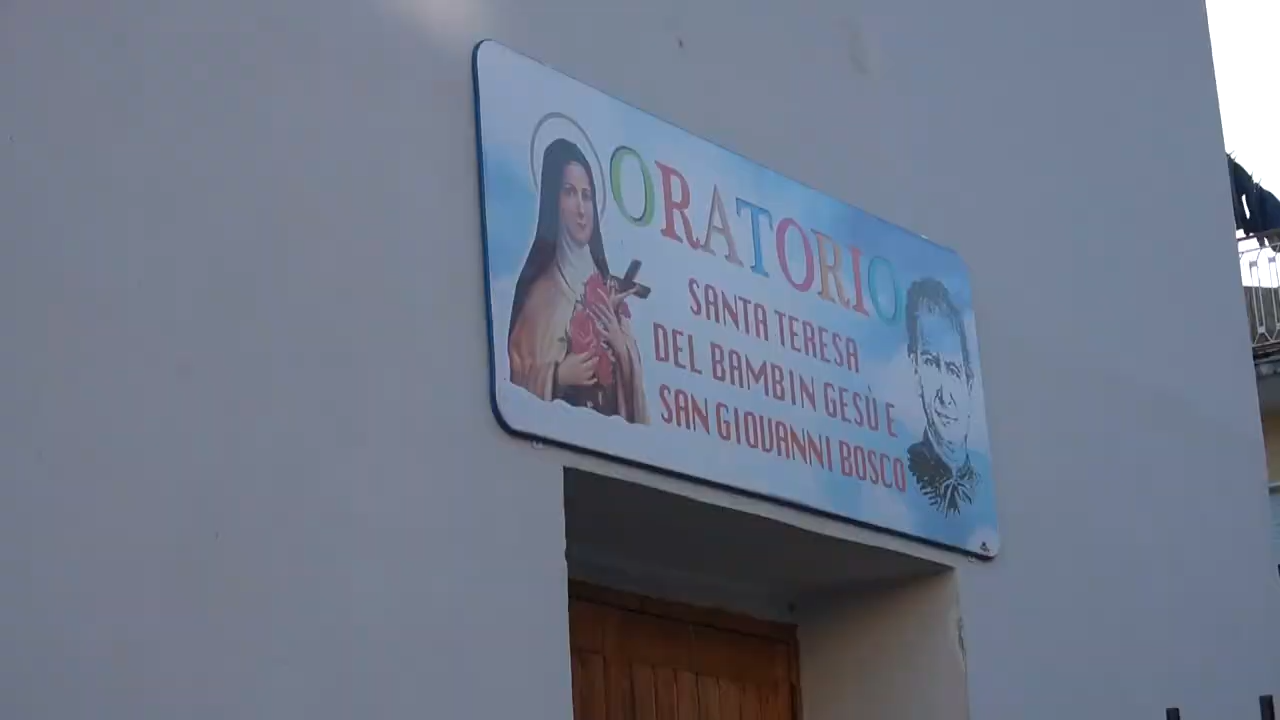 ORATORIO
SANTA TERESA
DEL BAMBIN GESÙ E
SAN GIOVANNI BOSCO